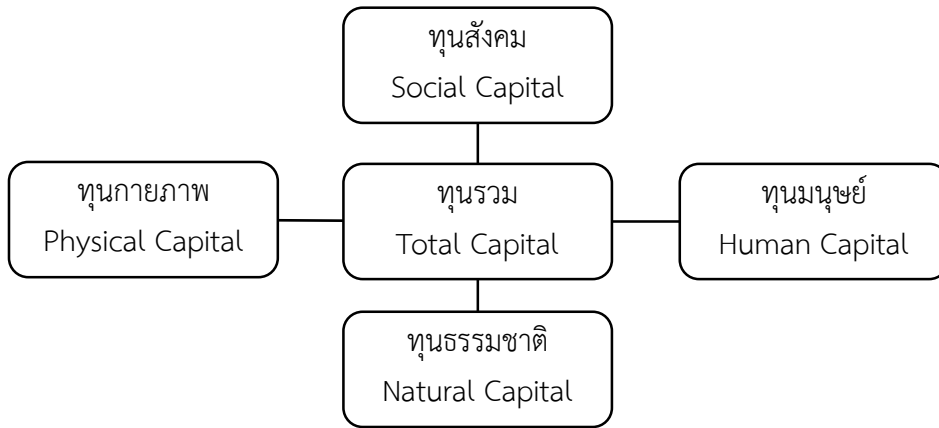 ทุนสังคม
Social Capital
ทุนกายภาพ
Physical Capital
ทุนรวม
Total Capital
ทุนมนุษย์
Human Capital
ทุนธรรมชาติ
Natural Capital